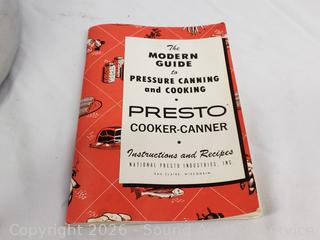 The
MODERN
GUIDE
to
PRESSURE CANNING
and COOKING
PRESTO
COOKER-CANNER
Instructions and Recipes
NATIONAL PRESTO INDUSTRIES, INC.
EAU CLAIRE, WISCONSIN
Copyright 2026 - Sound Auction Service